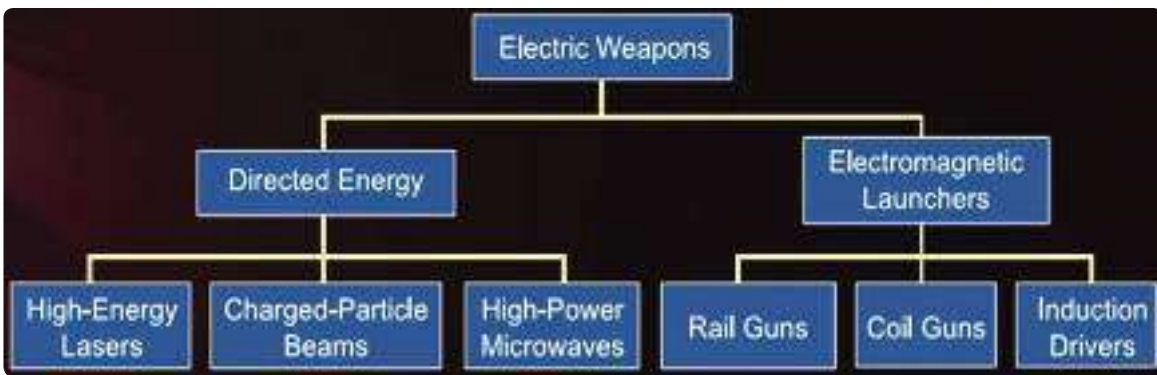 Electric Weapons
Directed Energy
Electromagnetic
Launchers
High-Energy
Lasers
Charged-Particle
Beams
High-Power
Microwaves
Rail Guns
Coil Guns
Induction
Drivers